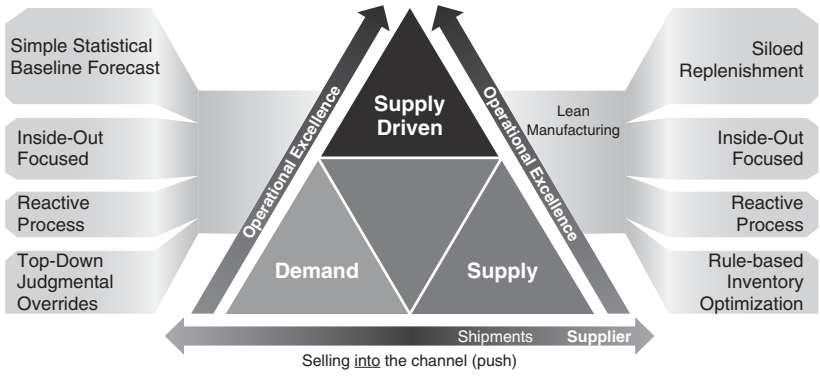 Simple Statistical
Baseline Forecast
Inside-Out
Focused
Reactive
Process
Top-Down
Judgmental
Overrides
Operational Excellence
Supply
Driven
Demand
Supply
Operational Excellence
Lean
Manufacturing
Siloed
Replenishment
Inside-Out
Focused
Reactive
Process
Rule-based
Inventory
Optimization
Shipments Supplier
Selling into the channel (push)